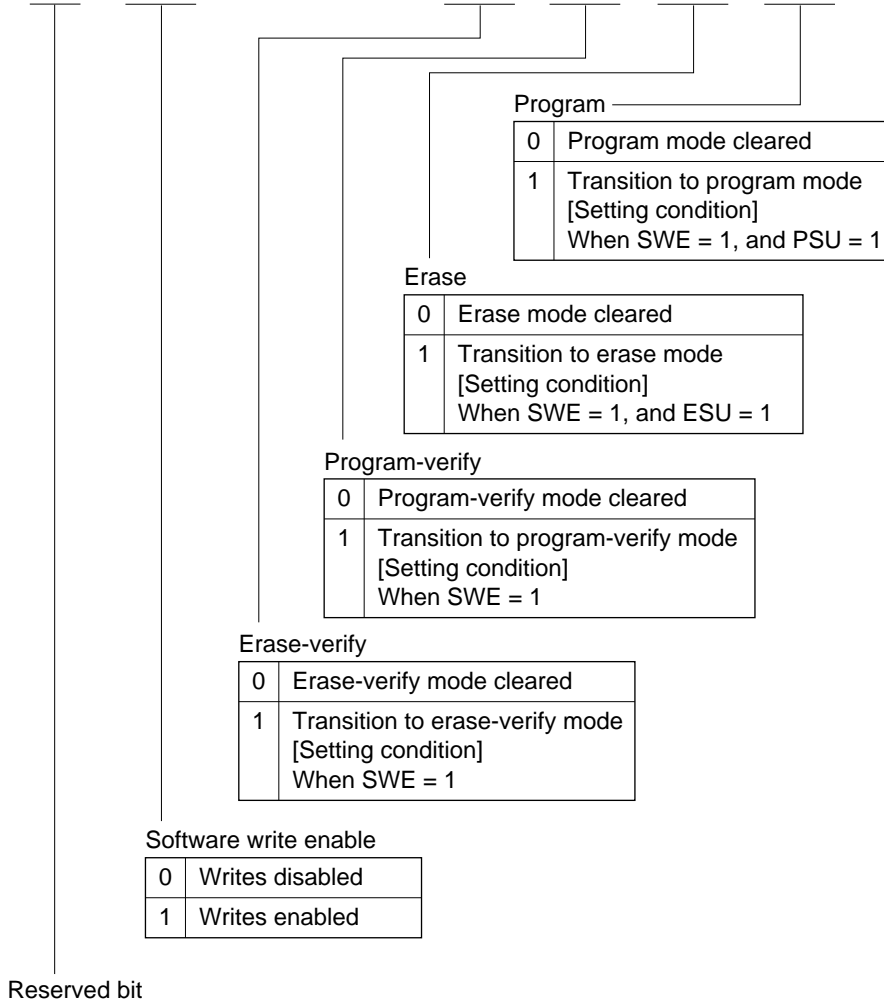 Program
0 Program mode cleared
1 Transition to program mode
[Setting condition]
When SWE = 1, and PSU = 1
Erase
0 Erase mode cleared
1 Transition to erase mode
[Setting condition]
When SWE = 1, and ESU = 1
Program-verify
0 Program-verify mode cleared
1 Transition to program-verify mode
[Setting condition]
When SWE = 1
Erase-verify
0 Erase-verify mode cleared
1 Transition to erase-verify mode
[Setting condition]
When SWE = 1
Software write enable
0 Writes disabled
1 Writes enabled
Reserved bit